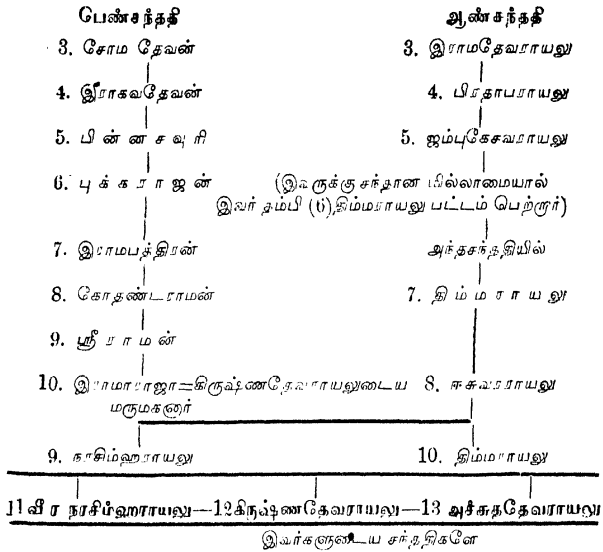 பெண்சந்ததி ஆண்சந்ததி
3. சோம தேவன் 3. இராமதேவராயலு
4. இராகவதேவன் 4. பிரதாபராயலு
5. பின்னசவுரி 5. ஜம்புகேசவராயலு
6. புக்கராஜன் (இவருக்கு சந்தான மில்லாமையால்
இவர் தம்பி (6) திம்மராயலு பட்டம் பெற்றார்)
7. இராமபத்திரன் அந்தசந்ததியில்
8. கோதண்டராமன் 7. திம்மராயலு
9. ஸ்ரீராமன்
10. இராமராஜா=கிருஷ்ணதேவராயலுடைய 8. ஈசுவரராயலு
மருமகனார்
9. நரசிம்ஹராயலு 10. திம்மராயலு
11 வீர நரசிம்ஹராயலு—12 கிருஷ்ணதேவராயலு—13 அச்சுததேவராயலு
இவர்களுடைய சந்ததிகளே